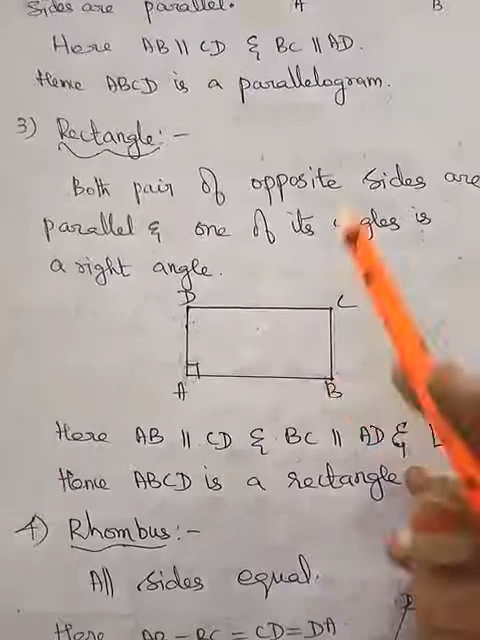 Sides are parallel. A B
Here AB || CD & BC || AD.
Hence ABCD is a parallelogram.
3) Rectangle:-
Both pair of opposite sides are
parallel & one of its is
a right angle.
D C
A B
Here AB || CD & BC || AD &
Hence ABCD is a rectangle
4) Rhombus:-
All sides equal.
Here AB = BC = CD = DA